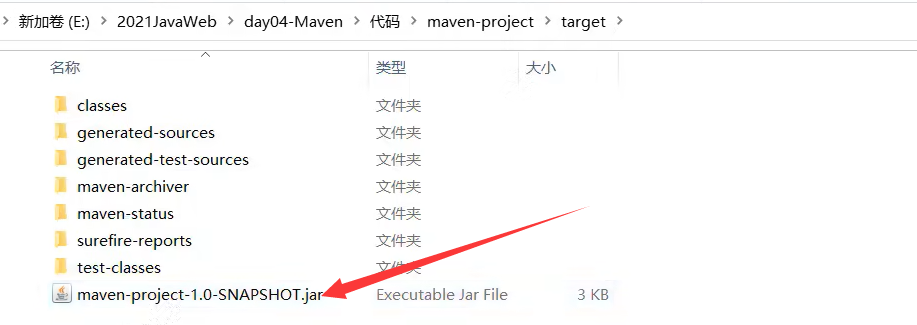 新加卷 (E:) > 2021JavaWeb > day04-Maven > 代码 > maven-project > target >
名称 类型 大小
classes 文件夹
generated-sources 文件夹
generated-test-sources 文件夹
maven-archiver 文件夹
maven-status 文件夹
surefire-reports 文件夹
test-classes 文件夹
maven-project-1.0-SNAPSHOT.jar Executable Jar File 3 KB